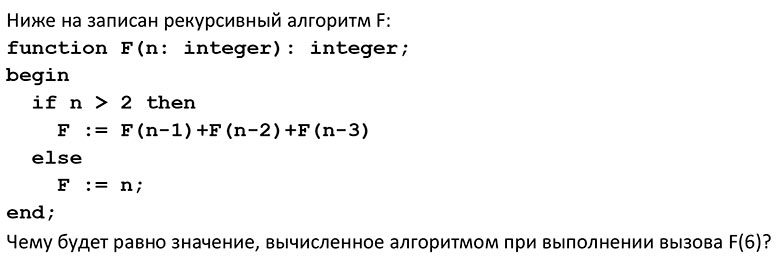 Ниже на записан рекурсивный алгоритм F:
function F(n: integer): integer;
begin
if n > 2 then
F := F(n-1)+F(n-2)+F(n-3)
else
F := n;
end;
Чему будет равно значение, вычисленное алгоритмом при выполнении вызова F(6)?